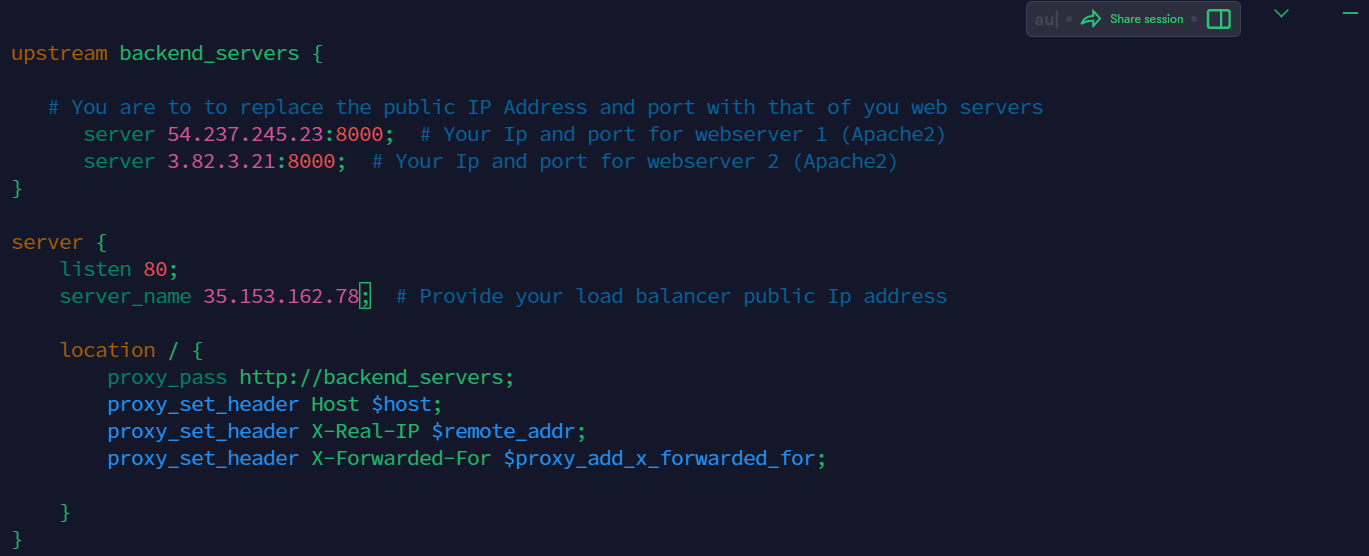 au
Share session
upstream backend_servers {
# You are to to replace the public IP Address and port with that of you web servers
server 54.237.245.23:8000; # Your Ip and port for webserver 1 (Apache2)
server 3.82.3.21:8000; # Your Ip and port for webserver 2 (Apache2)
}
server {
listen 80;
server_name 35.153.162.78; # Provide your load balancer public Ip address
location / {
proxy_pass http://backend_servers;
proxy_set_header Host $host;
proxy_set_header X-Real-IP $remote_addr;
proxy_set_header X-Forwarded-For $proxy_add_x_forwarded_for;
}
}